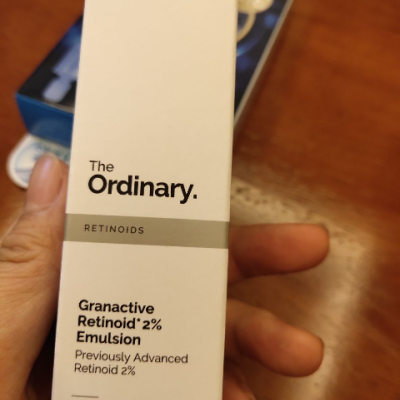 The
Ordinary.
RETINOIDS
Granactive
Retinoid* 2%
Emulsion
Previously Advanced
Retinoid 2%